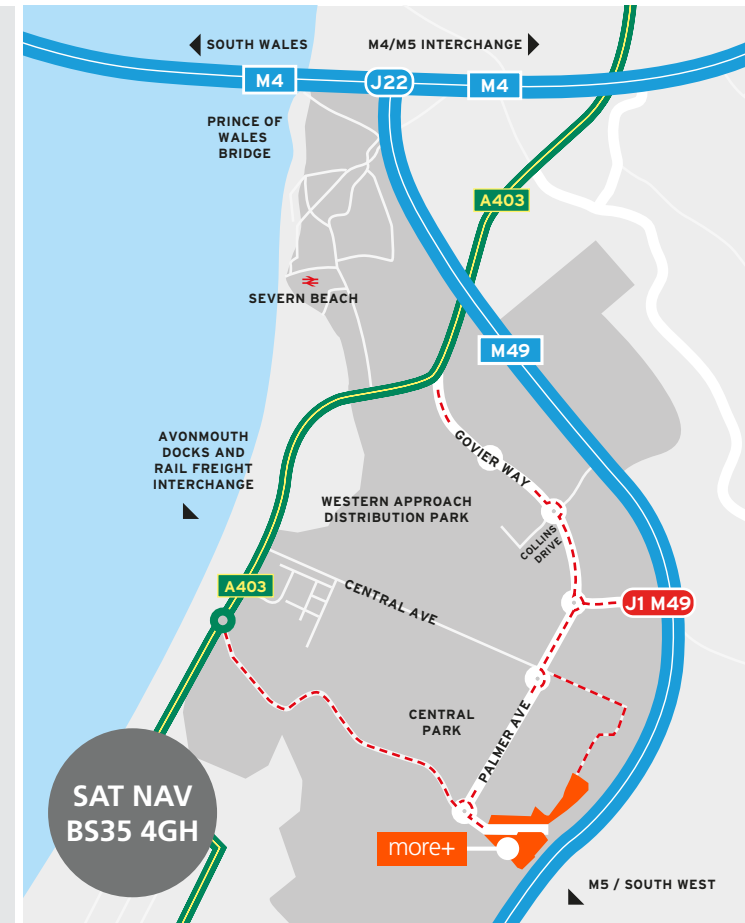 SOUTH WALES
M4/M5 INTERCHANGE
M4
J22
M4
PRINCE OF
WALES
BRIDGE
A403
SEVERN BEACH
M49
AVONMOUTH
DOCKS AND
RAIL FREIGHT
INTERCHANGE
GOVIER WAY
WESTERN APPROACH
DISTRIBUTION PARK
COLLINS
DRIVE
A403
CENTRAL AVE
J1 M49
CENTRAL
PARK
PALMER AVE
SAT NAV
BS35 4GH
more+
M5 / SOUTH WEST